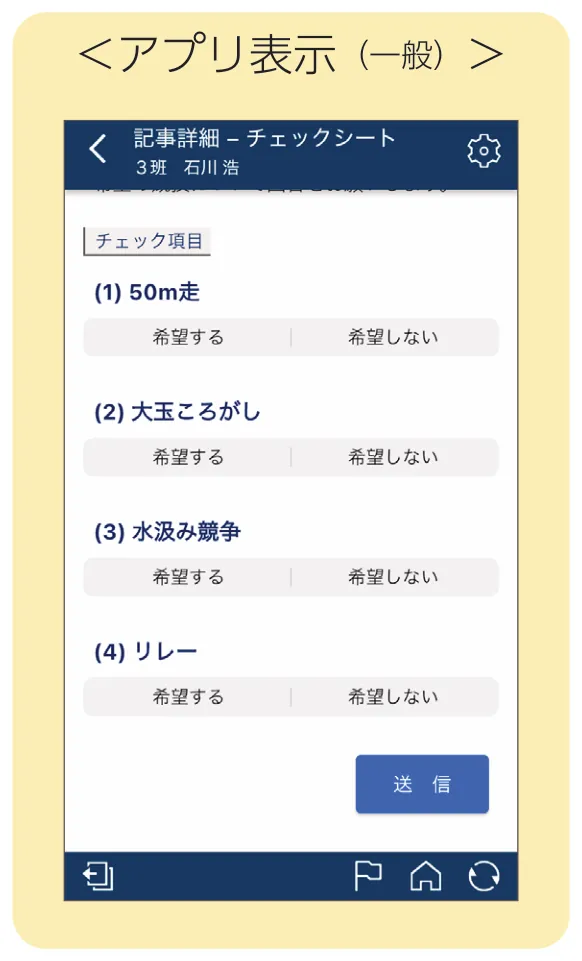 ＜アプリ表示（一般）＞
記事詳細 – チェックシート
3班　石川 浩
チェック項目
(1) 50m走
希望する　希望しない
(2) 大玉ころがし
希望する　希望しない
(3) 水汲み競争
希望する　希望しない
(4) リレー
希望する　希望しない
送　信